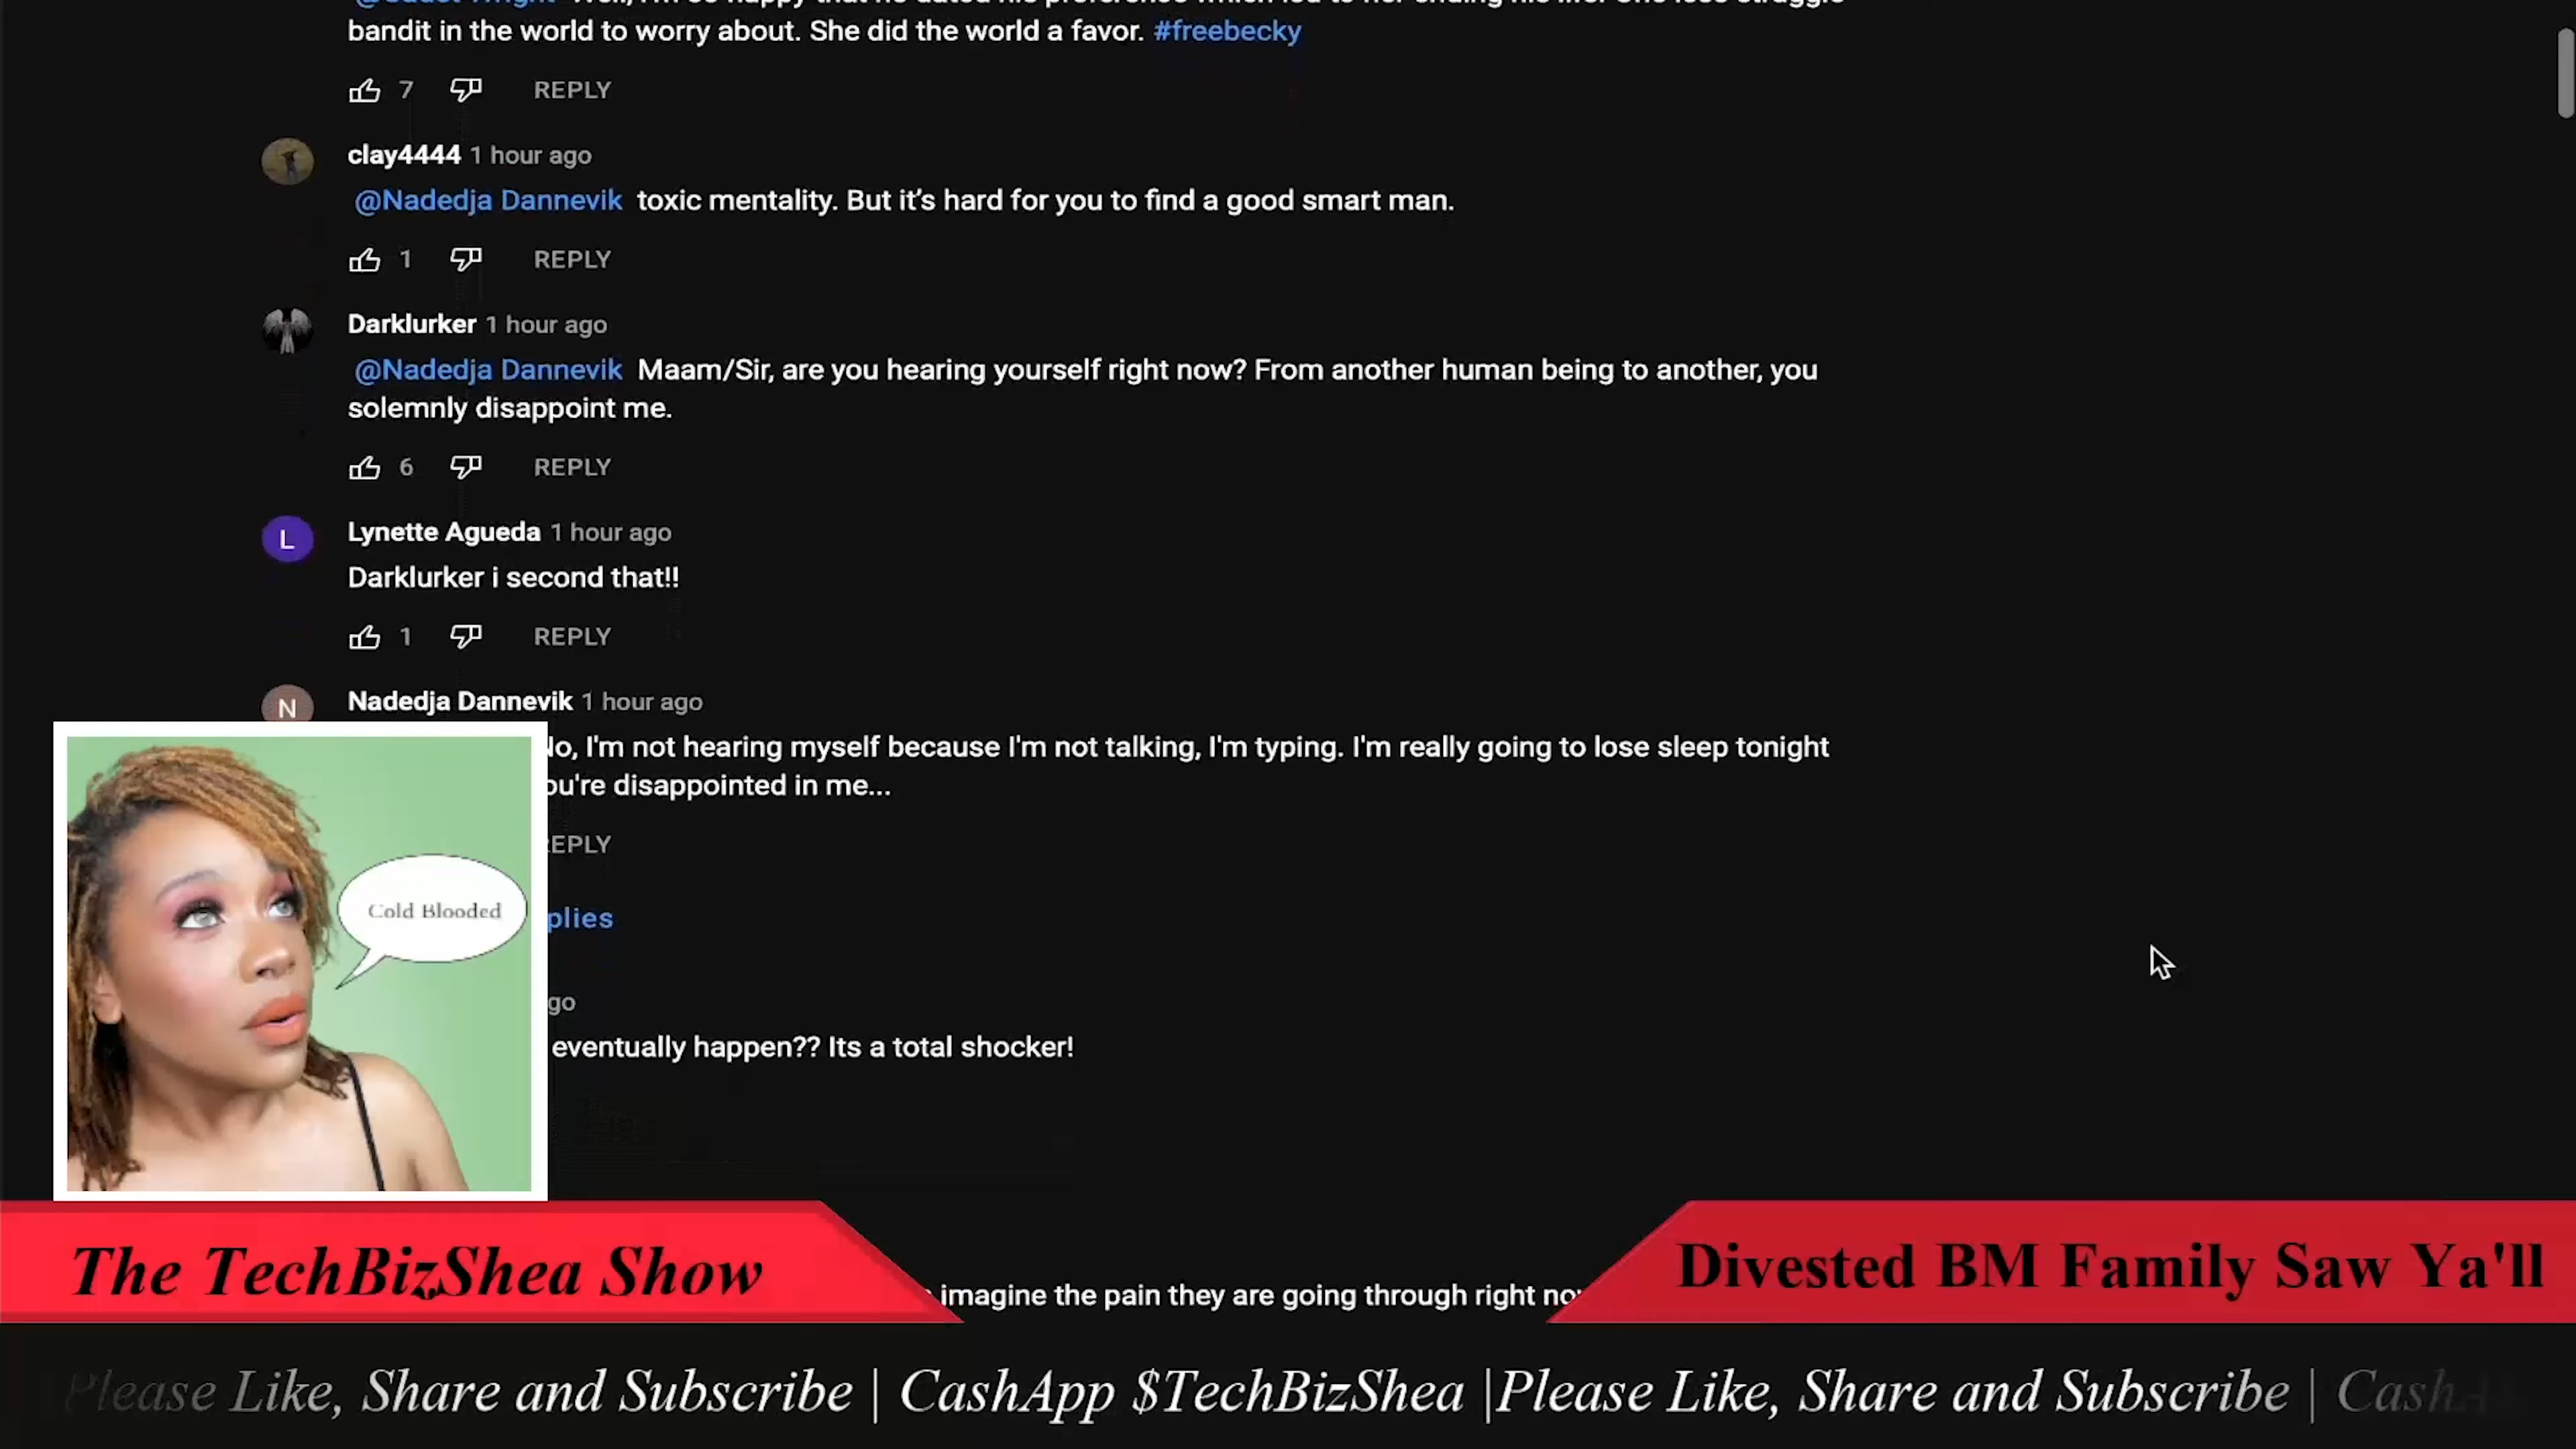 bandit in the world to worry about. She did the world a favor. #freebecky
7 REPLY
clay4444 1 hour ago
@Nadedja Dannevik toxic mentality. But it's hard for you to find a good smart man.
1 REPLY
Darklurker 1 hour ago
@Nadedja Dannevik Maam/Sir, are you hearing yourself right now? From another human being to another, you
solemnly disappoint me.
6 REPLY
L
Lynette Agueda 1 hour ago
Darklurker i second that!!
1 REPLY
N
Nadedja Dannevik 1 hour ago
No, I'm not hearing myself because I'm not talking, I'm typing. I'm really going to lose sleep tonight
ou're disappointed in me...
EPLY
Cold Blooded
plies
go
eventually happen?? Its a total shocker!
The TechBizShea Show
imagine the pain they are going through right
Divested BM Family Saw Ya'll
Please Like, Share and Subscribe | CashApp $TechBizShea |Please Like, Share and Subscribe | Cash